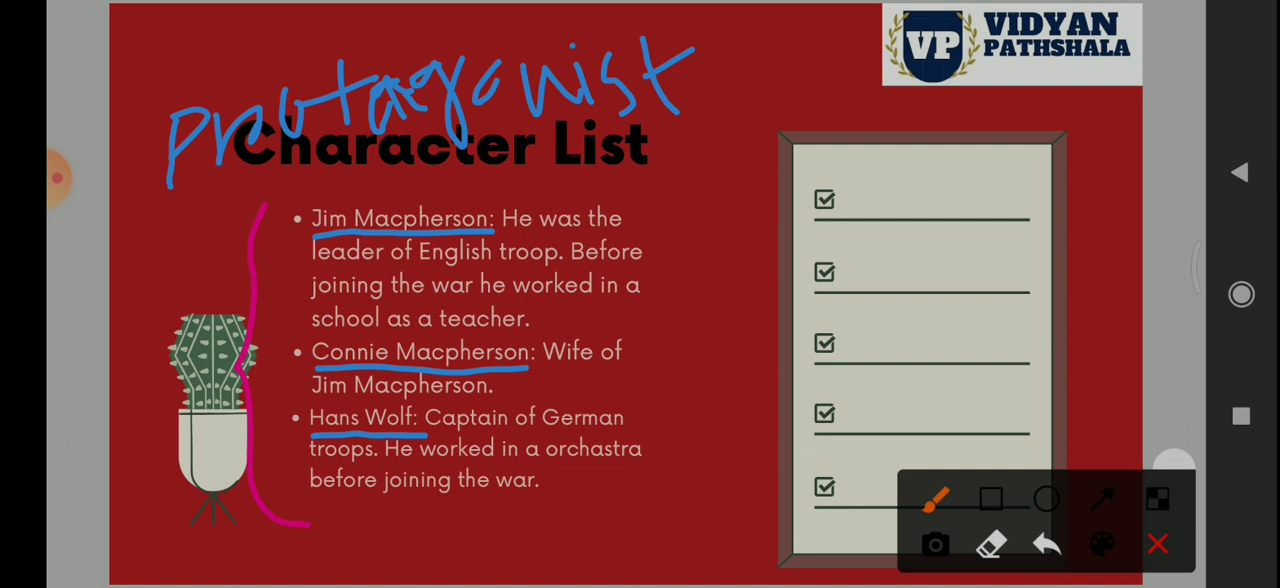 VIDYAN
PATHSHALA
VP
Protagonist
Character List
• Jim Macpherson: He was the
leader of English troop. Before
joining the war he worked in a
school as a teacher.
• Connie Macpherson: Wife of
Jim Macpherson.
• Hans Wolf: Captain of German
troops. He worked in a orchastra
before joining the war.